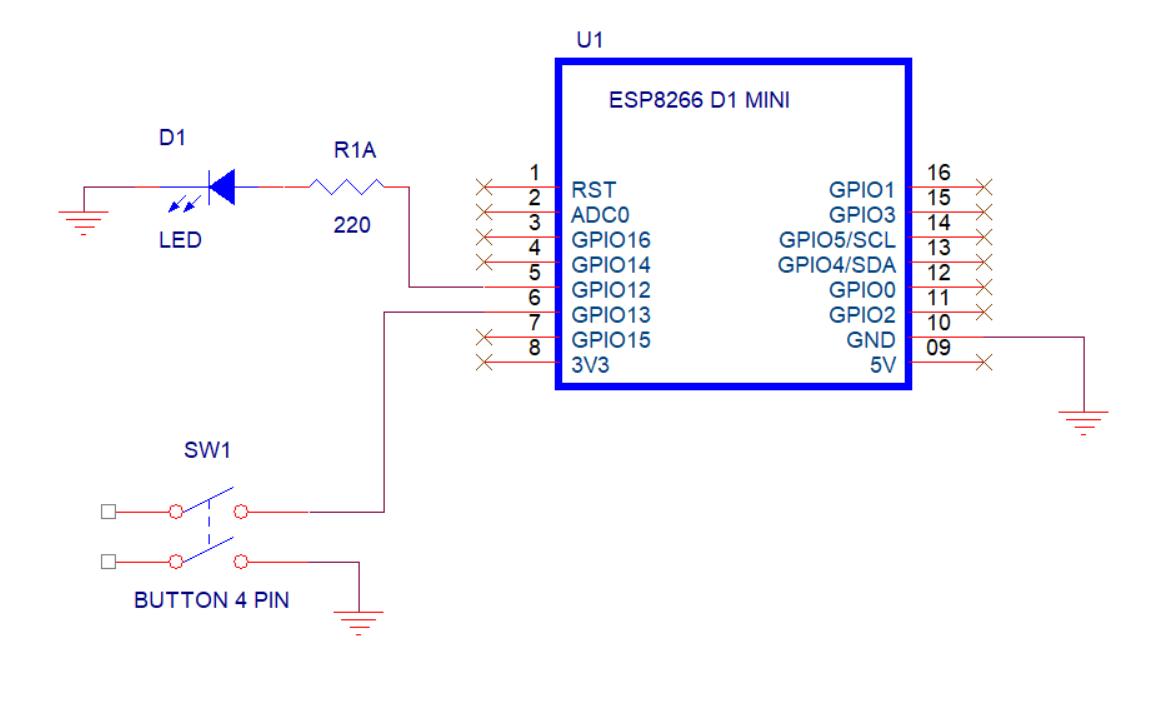 U1
ESP8266 D1 MINI
D1
R1A
LED
220
1 RST GPIO1 16
2 ADC0 GPIO3 15
3 GPIO16 GPIO5/SCL 14
4 GPIO14 GPIO4/SDA 13
5 GPIO12 GPIO0 12
6 GPIO13 GPIO2 11
7 GPIO15 GND 10
8 3V3 5V 09
SW1
BUTTON 4 PIN